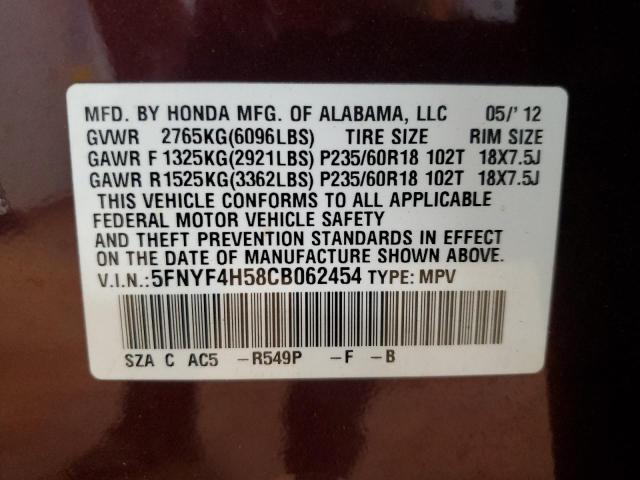 MFD. BY HONDA MFG. OF ALABAMA, LLC 05/' 12
GVWR 2765KG(6096LBS) TIRE SIZE RIM SIZE
GAWR F 1325KG(2921LBS) P235/60R18 102T 18X7.5J
GAWR R 1525KG(3362LBS) P235/60R18 102T 18X7.5J
THIS VEHICLE CONFORMS TO ALL APPLICABLE
FEDERAL MOTOR VEHICLE SAFETY
AND THEFT PREVENTION STANDARDS IN EFFECT
ON THE DATE OF MANUFACTURE SHOWN ABOVE.
V.I.N.:5FNYF4H58CB062454 TYPE: MPV
SZA C AC5 -R549P -F -B